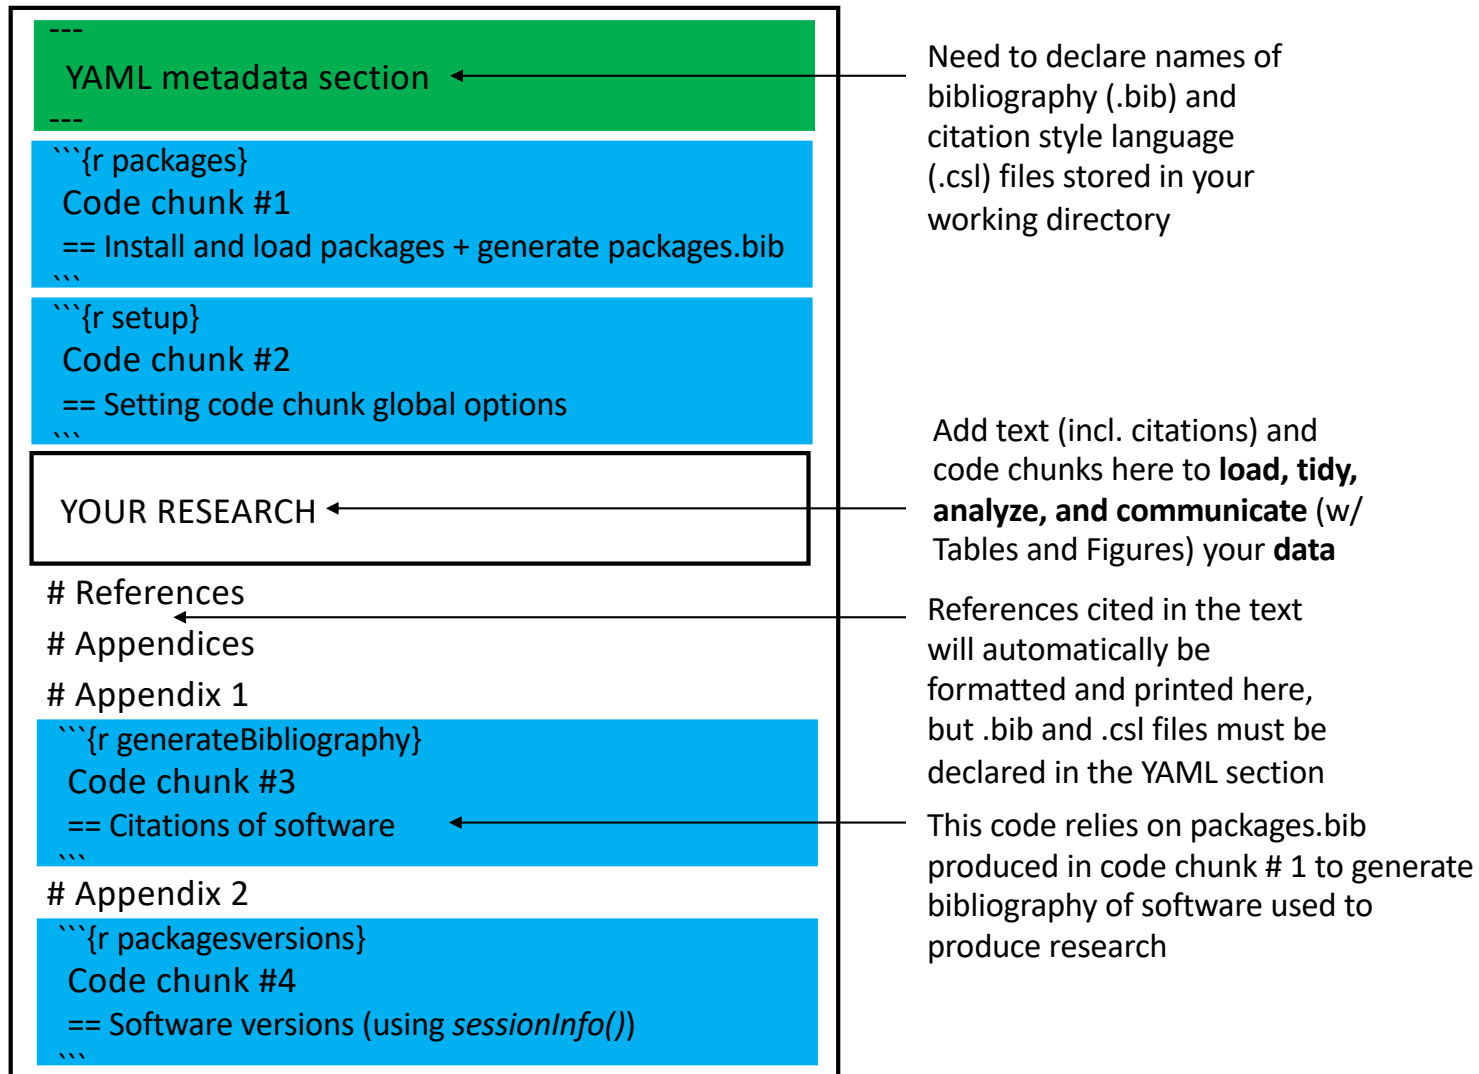 ---
YAML metadata section
---
```{r packages}
Code chunk #1
== Install and load packages + generate packages.bib
```
```{r setup}
Code chunk #2
== Setting code chunk global options
```
YOUR RESEARCH
# References
# Appendices
# Appendix 1
```{r generateBibliography}
Code chunk #3
== Citations of software
```
# Appendix 2
```{r packagesversions}
Code chunk #4
== Software versions (using sessionInfo())
```
Need to declare names of
bibliography (.bib) and
citation style language
(.csl) files stored in your
working directory
Add text (incl. citations) and
code chunks here to load, tidy,
analyze, and communicate (w/
Tables and Figures) your data
References cited in the text
will automatically be
formatted and printed here,
but .bib and .csl files must be
declared in the YAML section
This code relies on packages.bib
produced in code chunk # 1 to generate
bibliography of software used to
produce research